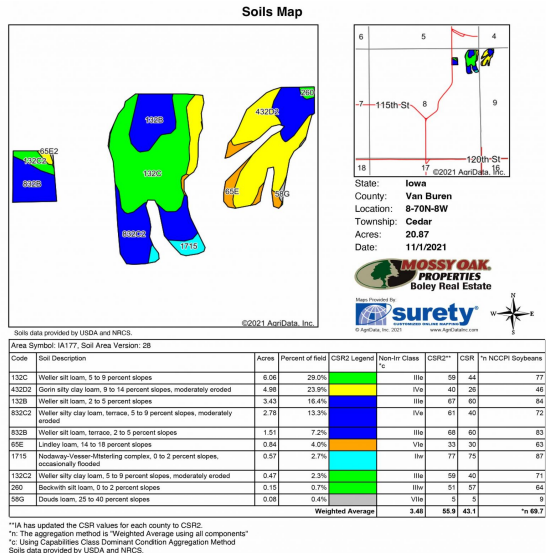 Soils Map
132B
132C
832C2
1715
65E2
132C2
832B
260
432D2
65E
58G
©2021 AgriData, Inc.
6
5
4
7
115th St
8
9
120th St
18
17
16
©2021 AgriData, Inc.
State: Iowa
County: Van Buren
Location: 8-70N-8W
Township: Cedar
Acres: 20.87
Date: 11/1/2021
MOSSY OAK
PROPERTIES
Boley Real Estate
Maps Provided By:
surety®
CUSTOMIZED ONLINE MAPPING
© AgriData, Inc. 2021 www.AgriDataInc.com
N
W E
S
Soils data provided by USDA and NRCS.
Area Symbol: IA177, Soil Area Version: 28
Code Soil Description Acres Percent of field CSR2 Legend Non-Irr Class *c CSR2** CSR *n NCCPI Soybeans
132C Weller silt loam, 5 to 9 percent slopes 6.06 29.0% IIIe 59 44 77
432D2 Gorin silty clay loam, 9 to 14 percent slopes, moderately eroded 4.98 23.9% IVe 40 26 46
132B Weller silt loam, 2 to 5 percent slopes 3.43 16.4% IIIe 67 60 84
832C2 Weller silty clay loam, terrace, 5 to 9 percent slopes, moderately eroded 2.78 13.3% IVe 61 40 72
832B Weller silt loam, terrace, 2 to 5 percent slopes 1.51 7.2% IIIe 68 60 83
65E Lindley loam, 14 to 18 percent slopes 0.84 4.0% VIe 33 30 63
1715 Nodaway-Vesser-Mtsterling complex, 0 to 2 percent slopes, occasionally flooded 0.57 2.7% IIw 77 75 87
132C2 Weller silty clay loam, 5 to 9 percent slopes, moderately eroded 0.47 2.3% IIIe 59 40 71
260 Beckwith silt loam, 0 to 2 percent slopes 0.15 0.7% IIIw 51 57 64
58G Douds loam, 25 to 40 percent slopes 0.08 0.4% VIIe 5 5 9
Weighted Average 3.48 55.9 43.1 *n 69.7
**IA has updated the CSR values for each county to CSR2.
*n: The aggregation method is "Weighted Average using all components"
*c: Using Capabilities Class Dominant Condition Aggregation Method
Soils data provided by USDA and NRCS.